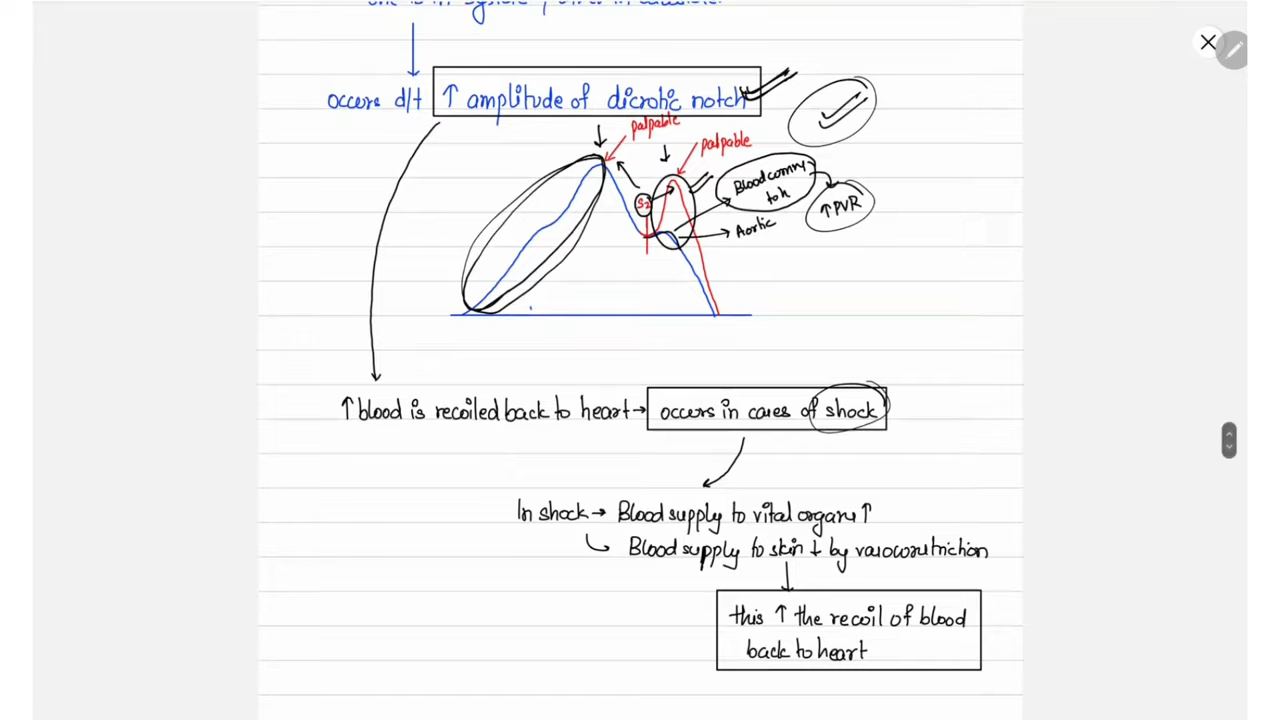 occurs d/t ↑ amplitude of dicrotic notch
palpable
palpable
S2
Blood comny
to h
↑PVR
Aortic
↑ blood is recoiled back to heart → occurs in cases of shock
In shock → Blood supply to vital organs ↑
Blood supply to skin ↓ by vasoconstriction
this ↑ the recoil of blood
back to heart